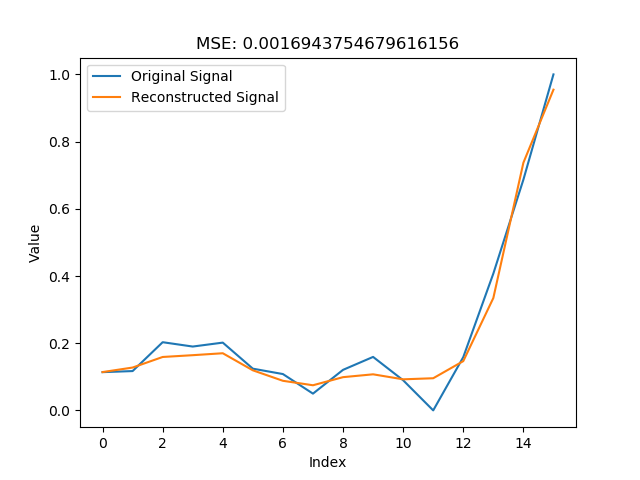 MSE: 0.0016943754679616156
Original Signal
Reconstructed Signal
1.0
0.8
0.6
0.4
0.2
0.0
Value
0 2 4 6 8 10 12 14
Index